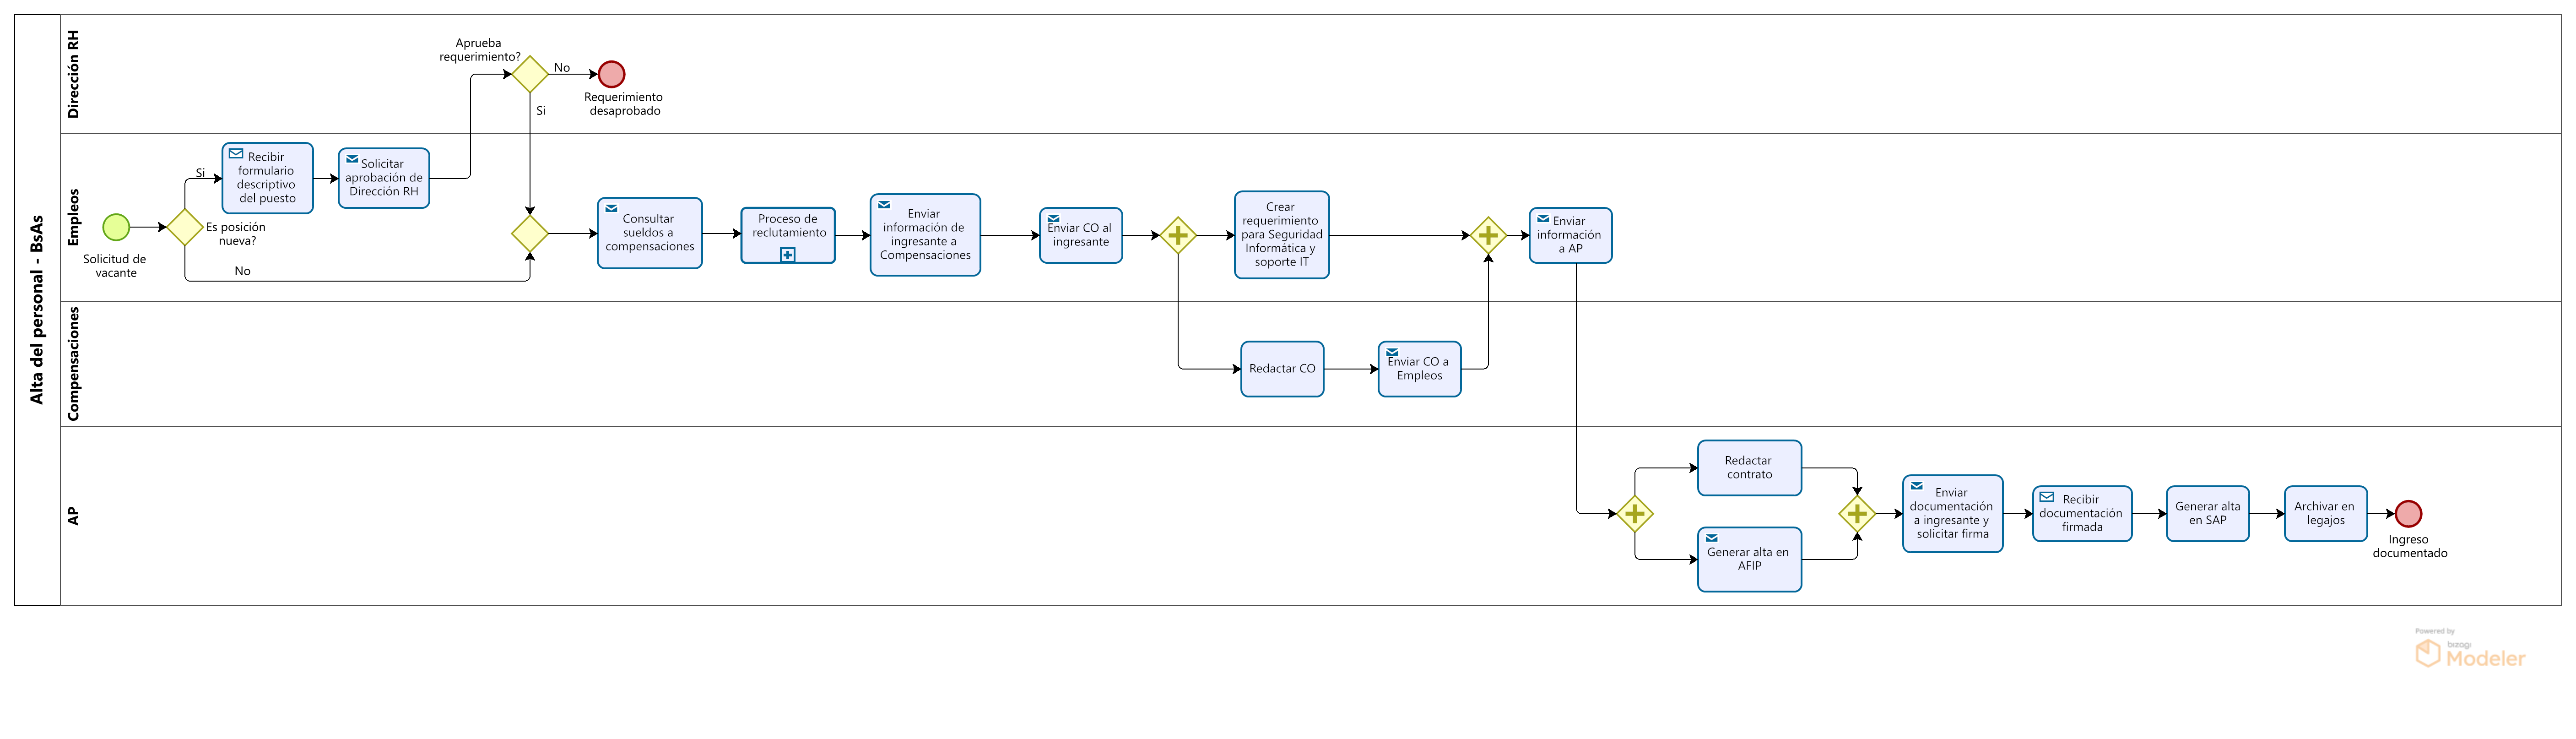 Alta del personal - BsAs
Dirección RH
Aprueba
requerimiento?
No
Requerimiento
desaprobado
Si
Empleos
Solicitud de
vacante
Es posición
nueva?
Si
No
Recibir
formulario
descriptivo
del puesto
Solicitar
aprobación de
Dirección RH
Consultar
sueldos a
compensaciones
Proceso de
reclutamiento
Enviar
información de
ingresante a
Compensaciones
Enviar CO al
ingresante
Crear
requerimiento
para Seguridad
Informática y
soporte IT
Enviar
información
a AP
Compensaciones
Redactar CO
Enviar CO a
Empleos
AP
Redactar
contrato
Generar alta en
AFIP
Enviar
documentación
a ingresante y
solicitar firma
Recibir
documentación
firmada
Generar alta
en SAP
Archivar en
legajos
Ingreso
documentado
Powered by
bizagi
Modeler